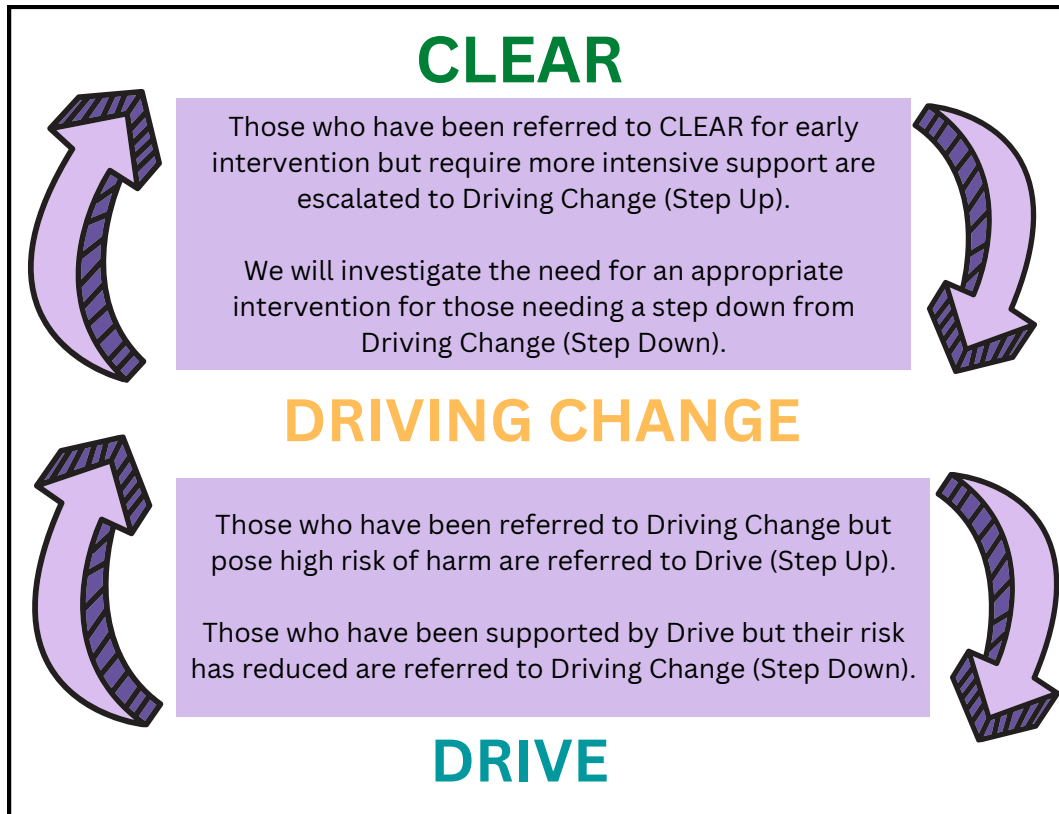 CLEAR
Those who have been referred to CLEAR for early
intervention but require more intensive support are
escalated to Driving Change (Step Up).
We will investigate the need for an appropriate
intervention for those needing a step down from
Driving Change (Step Down).
DRIVING CHANGE
Those who have been referred to Driving Change but
pose high risk of harm are referred to Drive (Step Up).
Those who have been supported by Drive but their risk
has reduced are referred to Driving Change (Step Down).
DRIVE